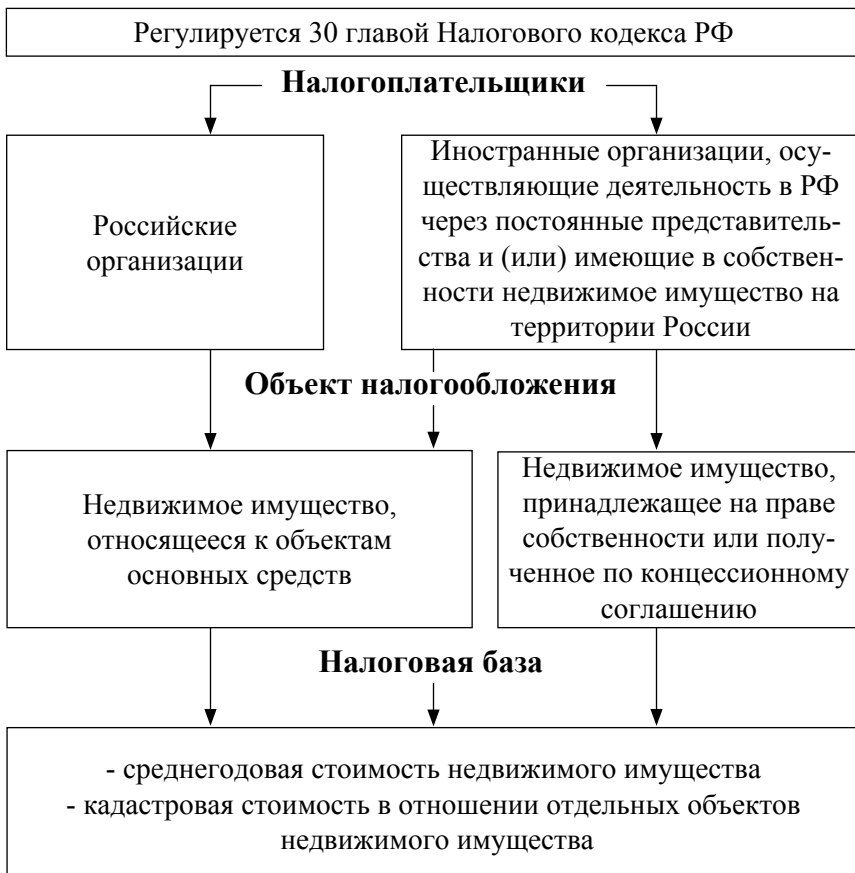 Регулируется 30 главой Налогового кодекса РФ
Налогоплательщики
Российские
организации
Иностранные организации, осу-
ществляющие деятельность в РФ
через постоянные представитель-
ства и (или) имеющие в собствен-
ности недвижимое имущество на
территории России
Объект налогообложения
Недвижимое имущество,
относящееся к объектам
основных средств
Недвижимое имущество,
принадлежащее на праве
собственности или полу-
ченное по концессионному
соглашению
Налоговая база
- среднегодовая стоимость недвижимого имущества
- кадастровая стоимость в отношении отдельных объектов
недвижимого имущества